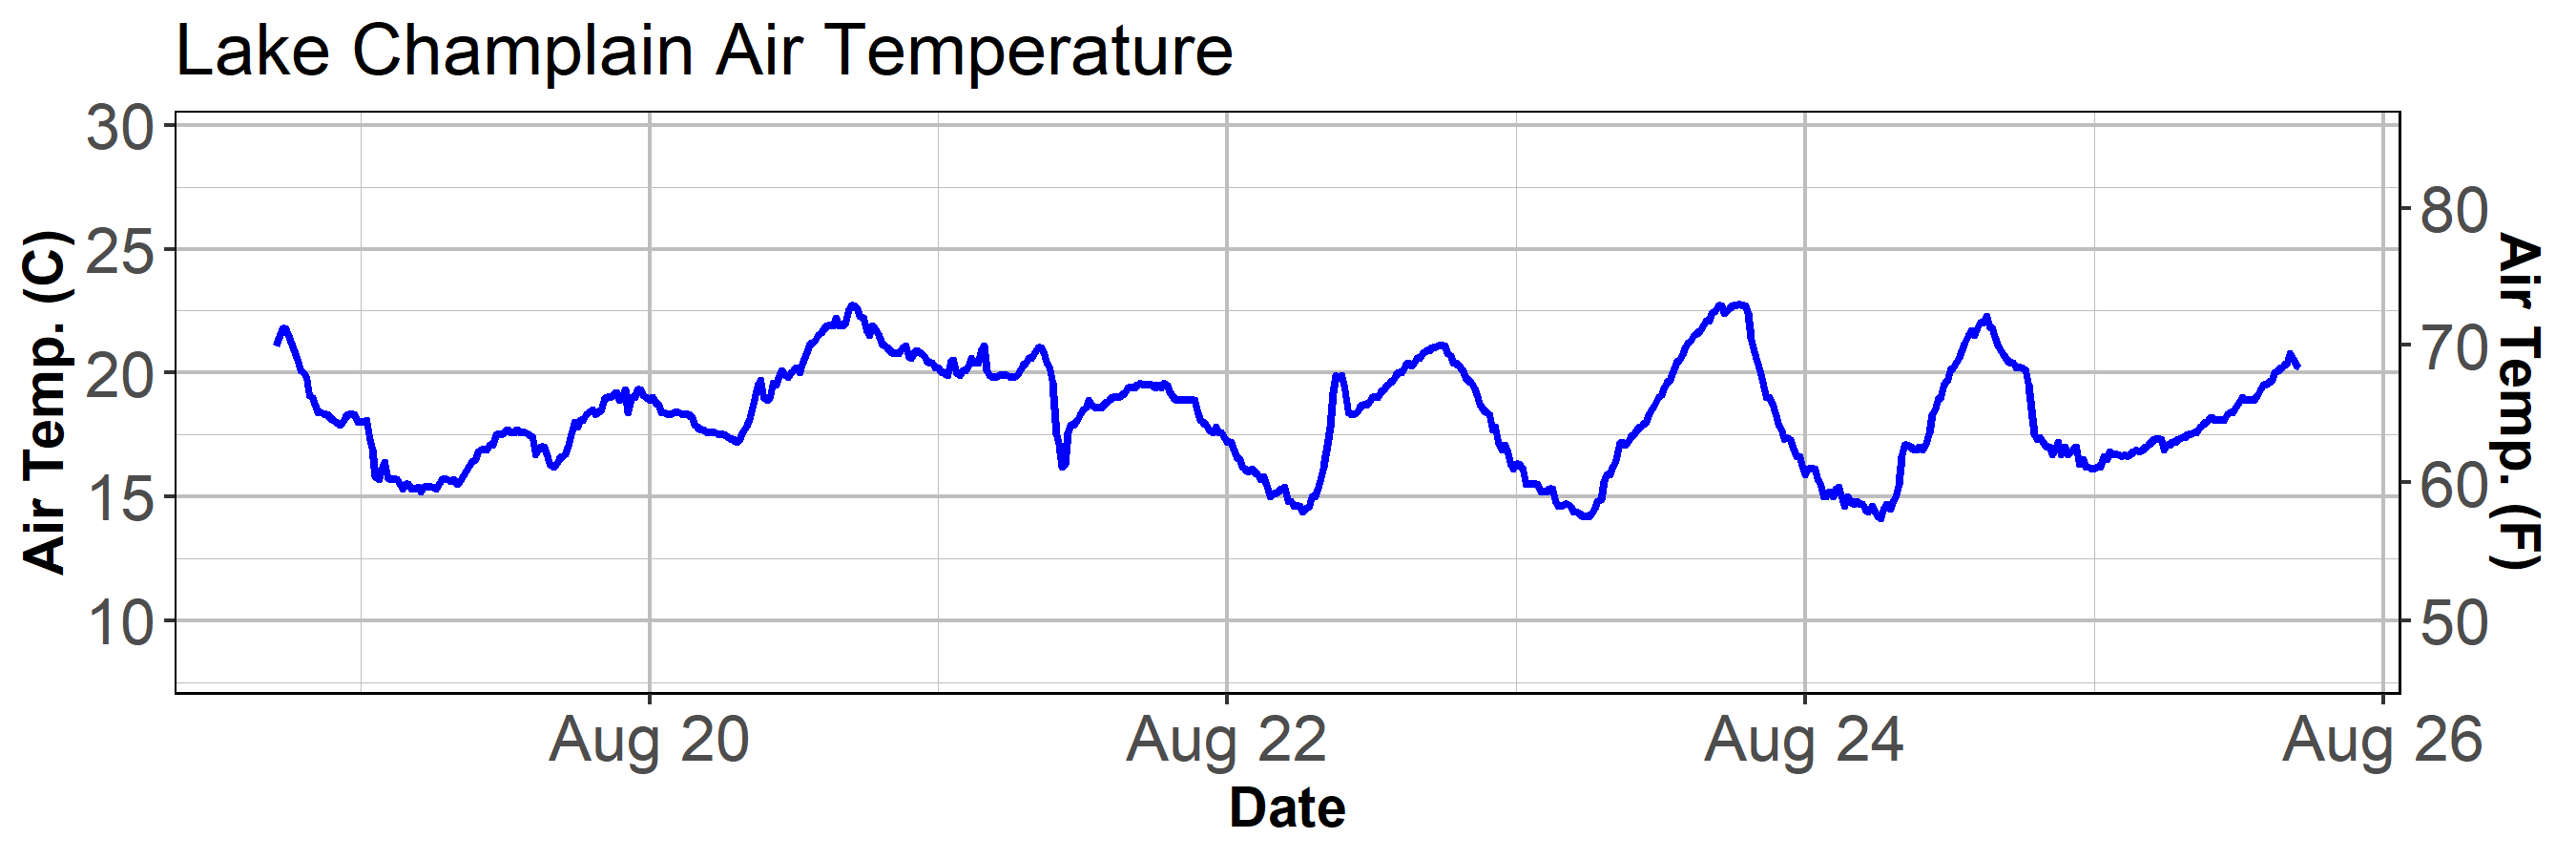 Lake Champlain Air Temperature
30
25
20
15
10
Air Temp. (C)
80
70
60
50
Air Temp. (F)
Aug 20
Aug 22
Aug 24
Aug 26
Date